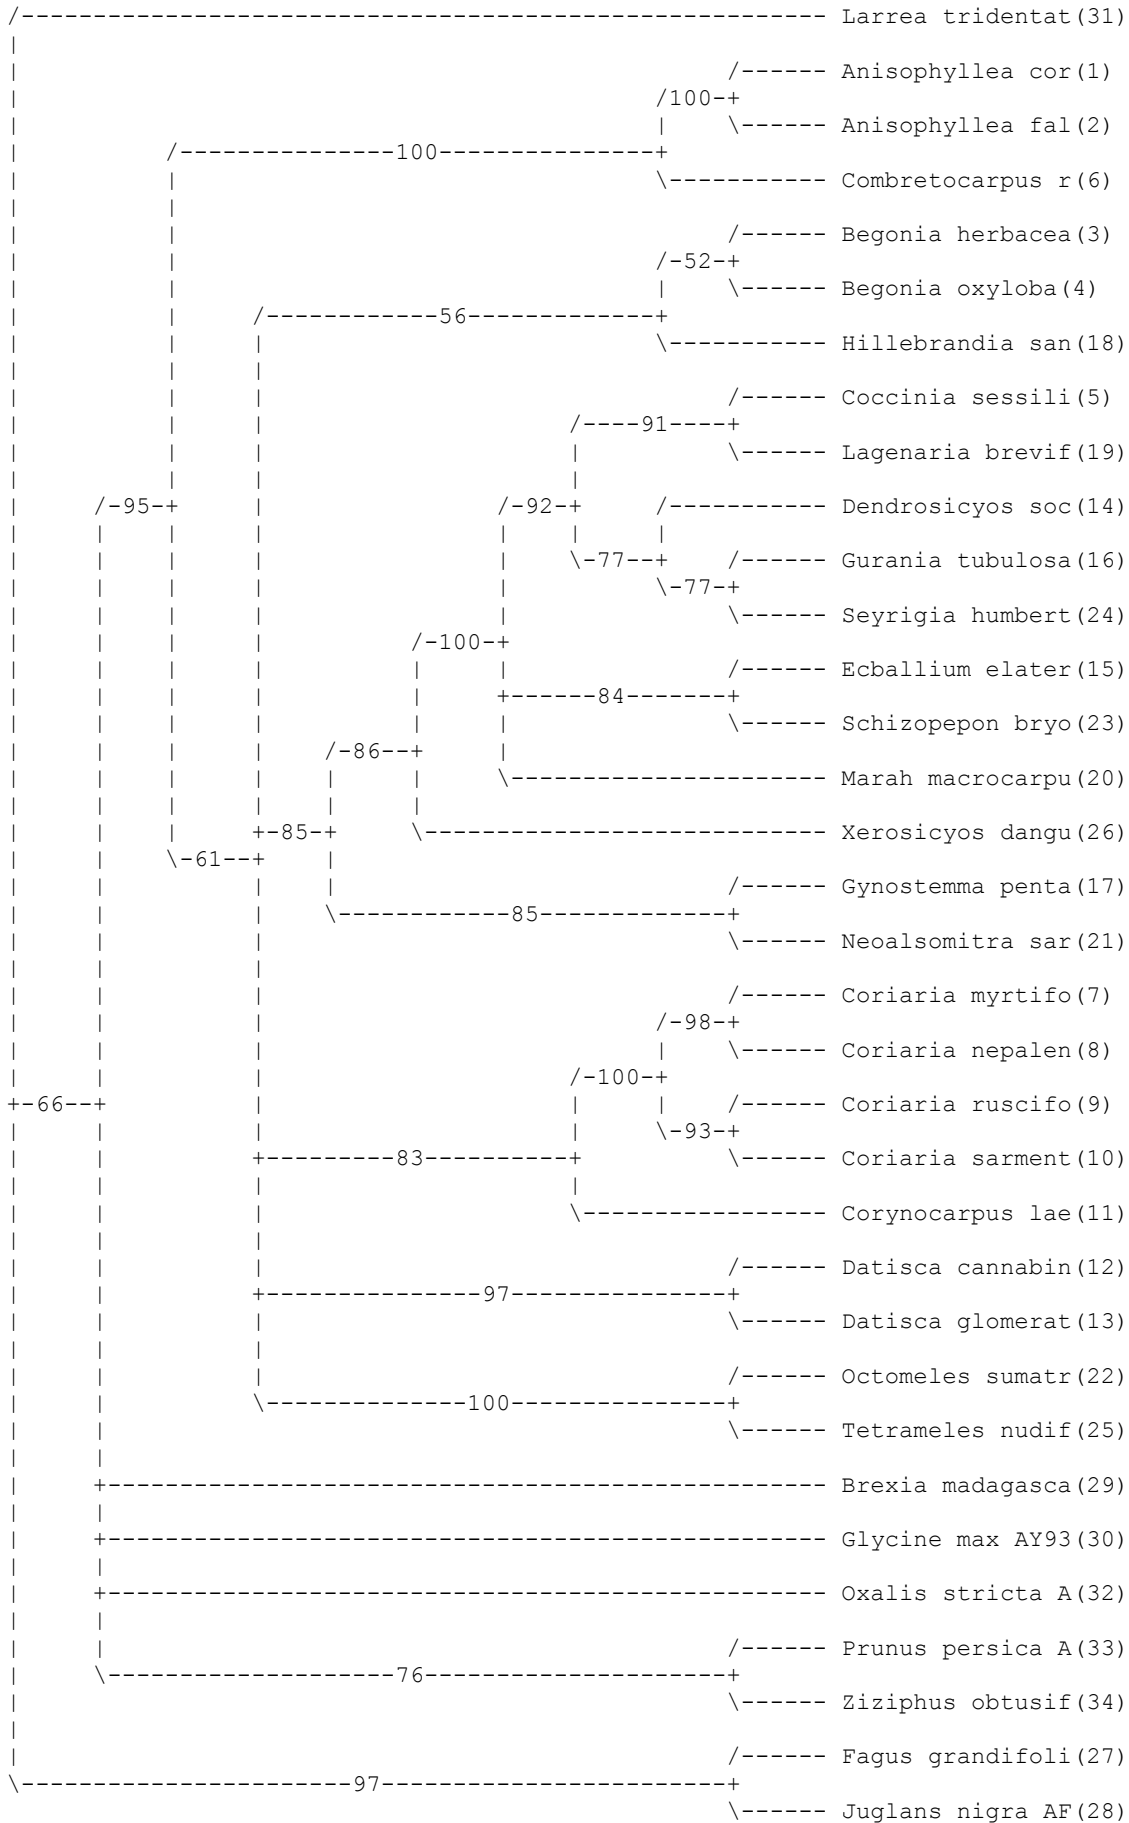 Larrea tridentat(31)
Anisophyllea cor(1)
100
Anisophyllea fal(2)
100
Combretocarpus r(6)
Begonia herbacea(3)
52
Begonia oxyloba(4)
56
Hillebrandia san(18)
Coccinia sessili(5)
91
Lagenaria brevif(19)
95 92 Dendrosicyos soc(14)
77 Gurania tubulosa(16)
77
Seyrigia humbert(24)
100
Ecballium elater(15)
84
Schizopepon bryo(23)
86
Marah macrocarpu(20)
85 Xerosicyos dangu(26)
61
Gynostemma penta(17)
85
Neoalsomitra sar(21)
Coriaria myrtifo(7)
98
Coriaria nepalen(8)
100
66 Coriaria ruscifo(9)
93
83 Coriaria sarment(10)
Corynocarpus lae(11)
Datisca cannabin(12)
97
Datisca glomerat(13)
Octomeles sumatr(22)
100
Tetrameles nudif(25)
Brexia madagasca(29)
Glycine max AY93(30)
Oxalis stricta A(32)
Prunus persica A(33)
76
Ziziphus obtusif(34)
Fagus grandifoli(27)
97
Juglans nigra AF(28)